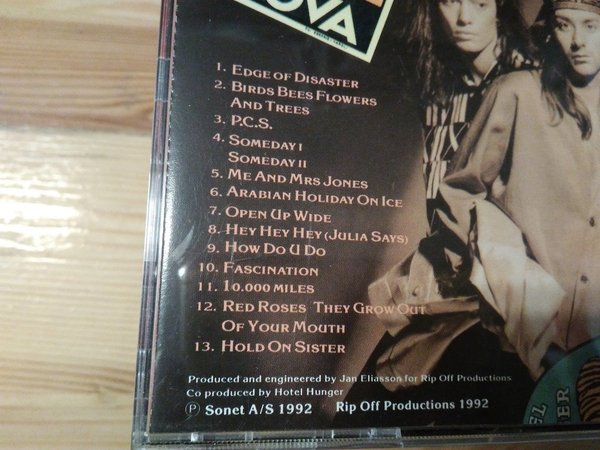 OVA
1. EDGE OF DISASTER
2. BIRDS BEES FLOWERS
AND TREES
3. P.C.S.
4. SOMEDAY I
SOMEDAY II
5. ME AND MRS JONES
6. ARABIAN HOLIDAY ON ICE
7. OPEN UP WIDE
8. HEY HEY HEY (JULIA SAYS)
9. HOW DO U DO
10. FASCINATION
11. 10.000 MILES
12. RED ROSES THEY GROW OUT
OF YOUR MOUTH
13. HOLD ON SISTER
Produced and engineered by Jan Eliasson for Rip Off Productions
Co produced by Hotel Hunger
Ⓟ Sonet A/S 1992 Rip Off Productions 1992
EL
ER